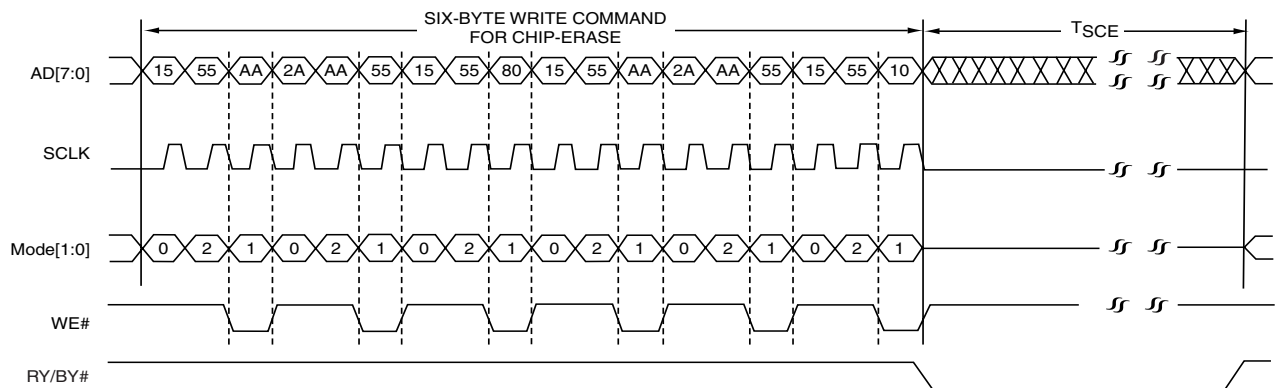 SIX-BYTE WRITE COMMAND
FOR CHIP-ERASE
TSCE
AD[7:0] 15 55 AA 2A AA 55 15 55 80 15 55 AA 2A AA 55 15 55 10
SCLK
Mode[1:0] 0 2 1 0 2 1 0 2 1 0 2 1 0 2 1 0 2 1
WE#
RY/BY#